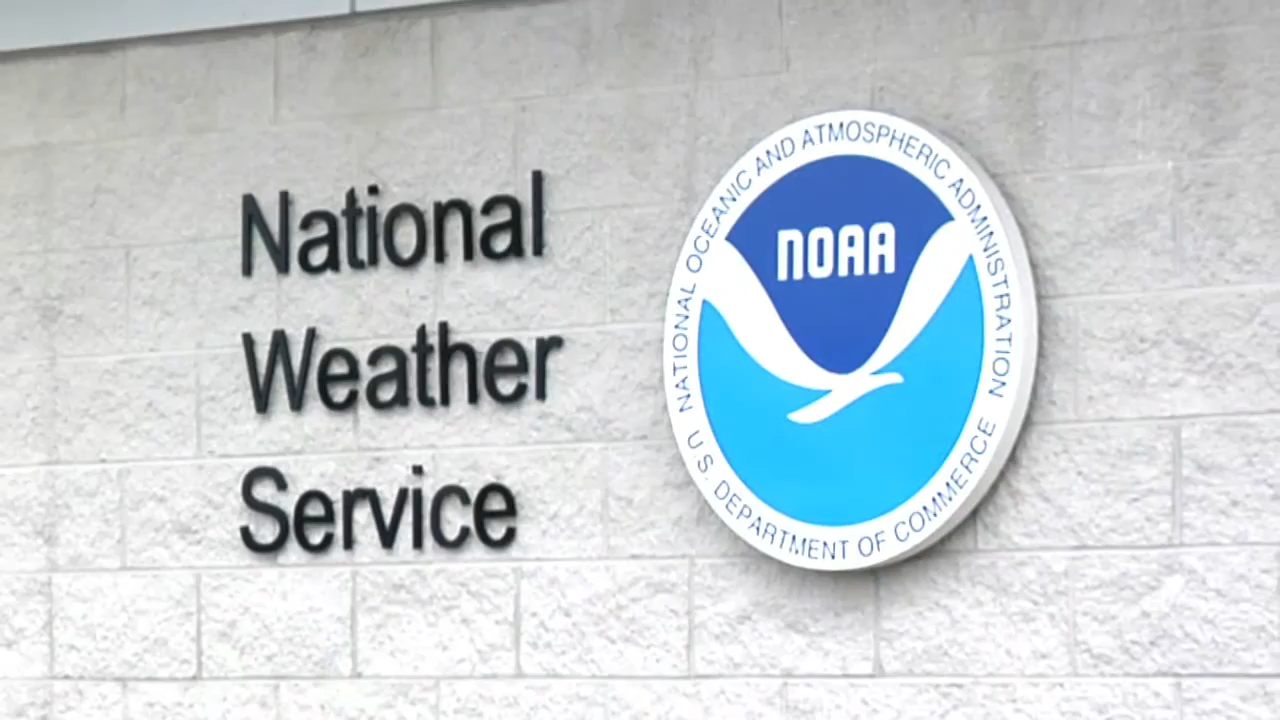 National
Weather
Service
NATIONAL OCEANIC AND ATMOSPHERIC ADMINISTRATION
NOAA
U.S. DEPARTMENT OF COMMERCE